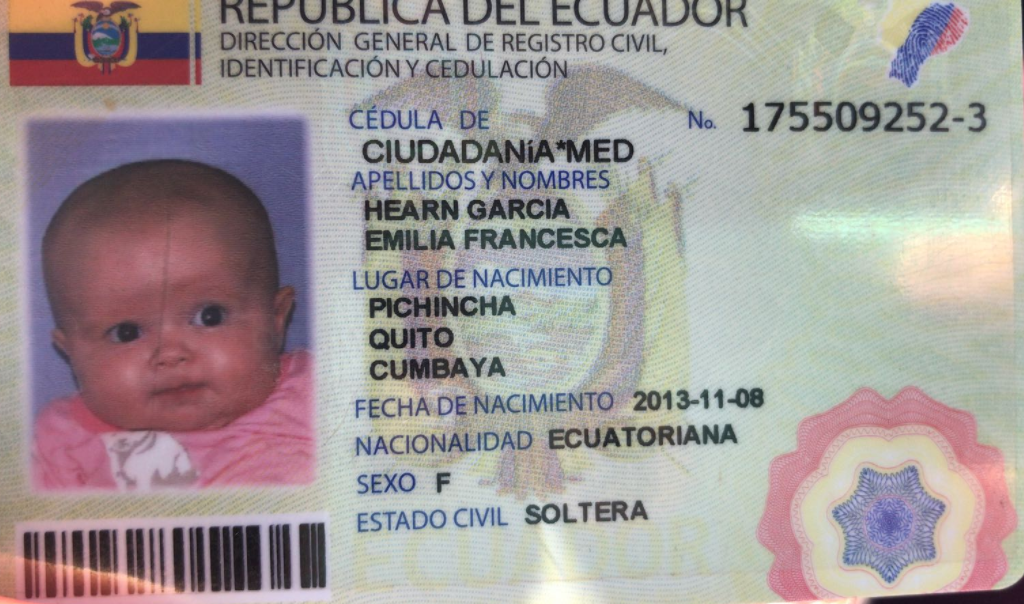 REPÚBLICA DEL ECUADOR
DIRECCIÓN GENERAL DE REGISTRO CIVIL,
IDENTIFICACIÓN Y CEDULACIÓN
CÉDULA DE No. 175509252-3
CIUDADANíA*MED
APELLIDOS Y NOMBRES
HEARN GARCIA
EMILIA FRANCESCA
LUGAR DE NACIMIENTO
PICHINCHA
QUITO
CUMBAYA
FECHA DE NACIMIENTO 2013-11-08
NACIONALIDAD ECUATORIANA
SEXO F
ESTADO CIVIL SOLTERA
ECUADOR